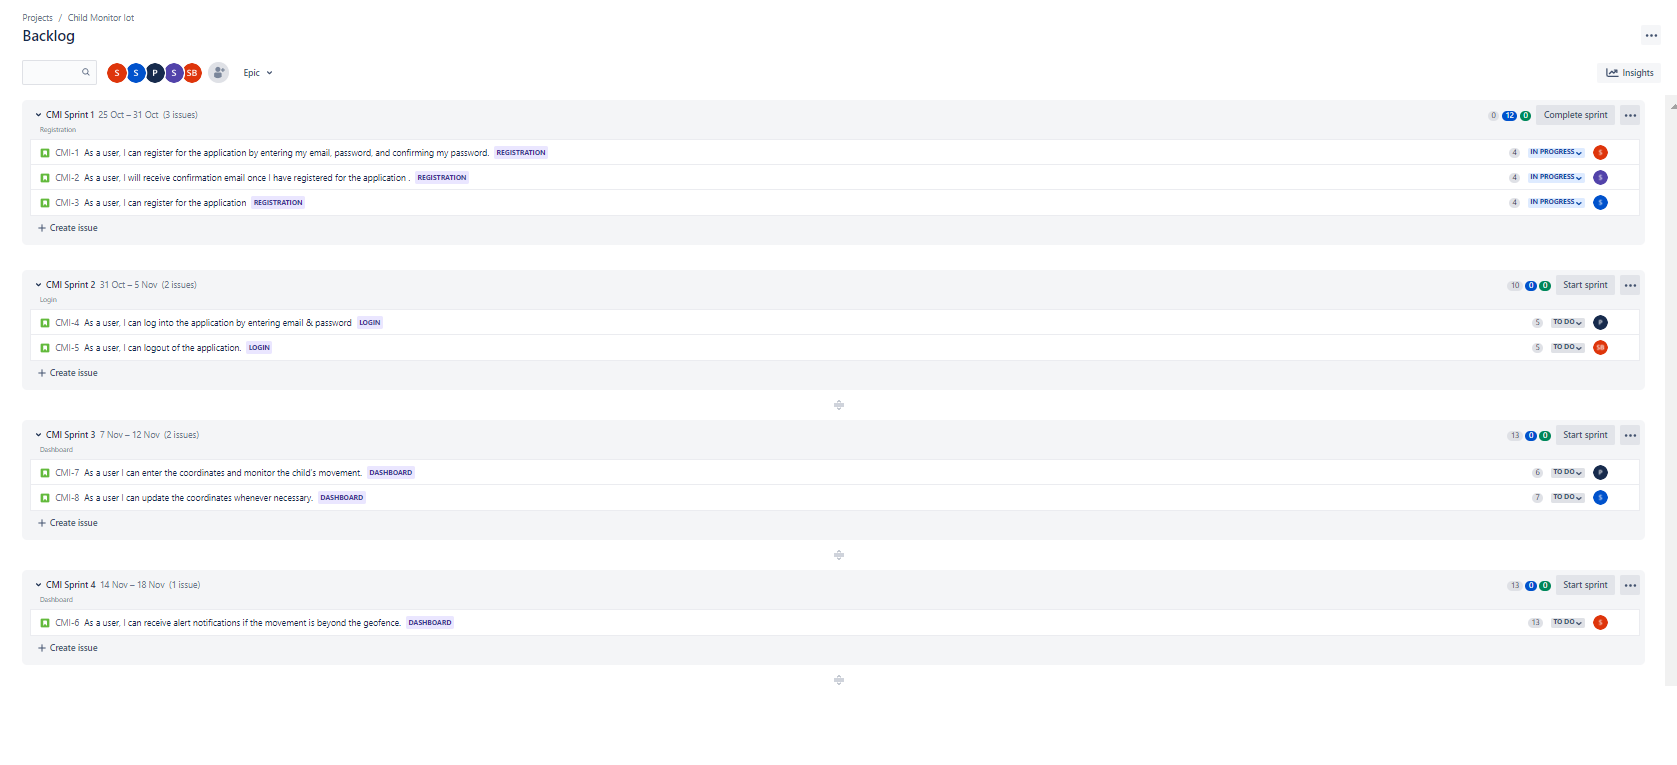 Projects / Child Monitor Iot
Backlog
S S P S SB Epic
Insights
CMI Sprint 1 25 Oct – 31 Oct (3 issues) 0 12 0 Complete sprint
Registration
CMI-1 As a user, I can register for the application by entering my email, password, and confirming my password. REGISTRATION 4 IN PROGRESS S
CMI-2 As a user, I will receive confirmation email once I have registered for the application . REGISTRATION 4 IN PROGRESS S
CMI-3 As a user, I can register for the application REGISTRATION 4 IN PROGRESS S
+ Create issue
CMI Sprint 2 31 Oct – 5 Nov (2 issues) 10 0 0 Start sprint
Login
CMI-4 As a user, I can log into the application by entering email & password LOGIN 5 TO DO P
CMI-5 As a user, I can logout of the application. LOGIN 5 TO DO SB
+ Create issue
CMI Sprint 3 7 Nov – 12 Nov (2 issues) 13 0 0 Start sprint
Dashboard
CMI-7 As a user I can enter the coordinates and monitor the child's movement. DASHBOARD 6 TO DO P
CMI-8 As a user I can update the coordinates whenever necessary. DASHBOARD 7 TO DO S
+ Create issue
CMI Sprint 4 14 Nov – 18 Nov (1 issue) 13 0 0 Start sprint
Dashboard
CMI-6 As a user, I can receive alert notifications if the movement is beyond the geofence. DASHBOARD 13 TO DO S
+ Create issue